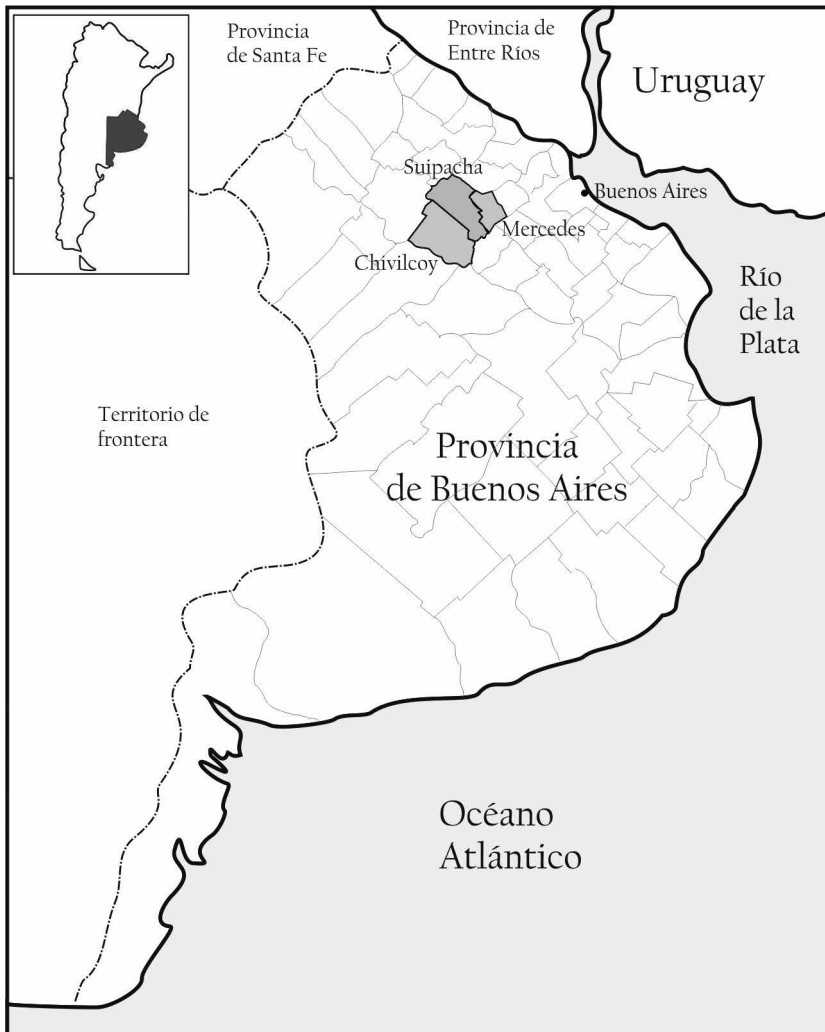 Provincia
de Santa Fe
Provincia de
Entre Ríos
Uruguay
Suipacha
Buenos Aires
Mercedes
Chivilcoy
Río
de la
Plata
Territorio de
frontera
Provincia
de Buenos Aires
Océano
Atlántico